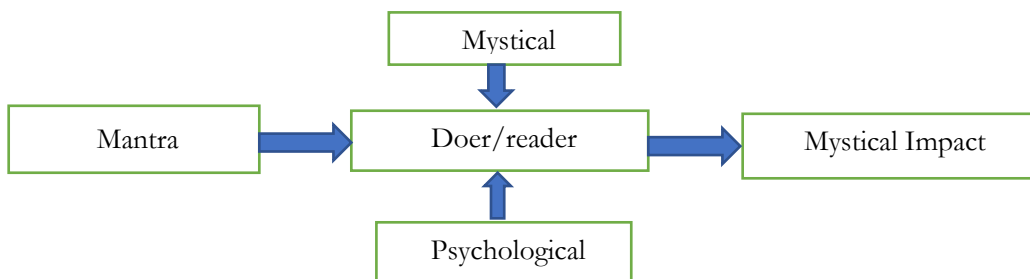 Mystical
Mantra
Doer/reader
Mystical Impact
Psychological